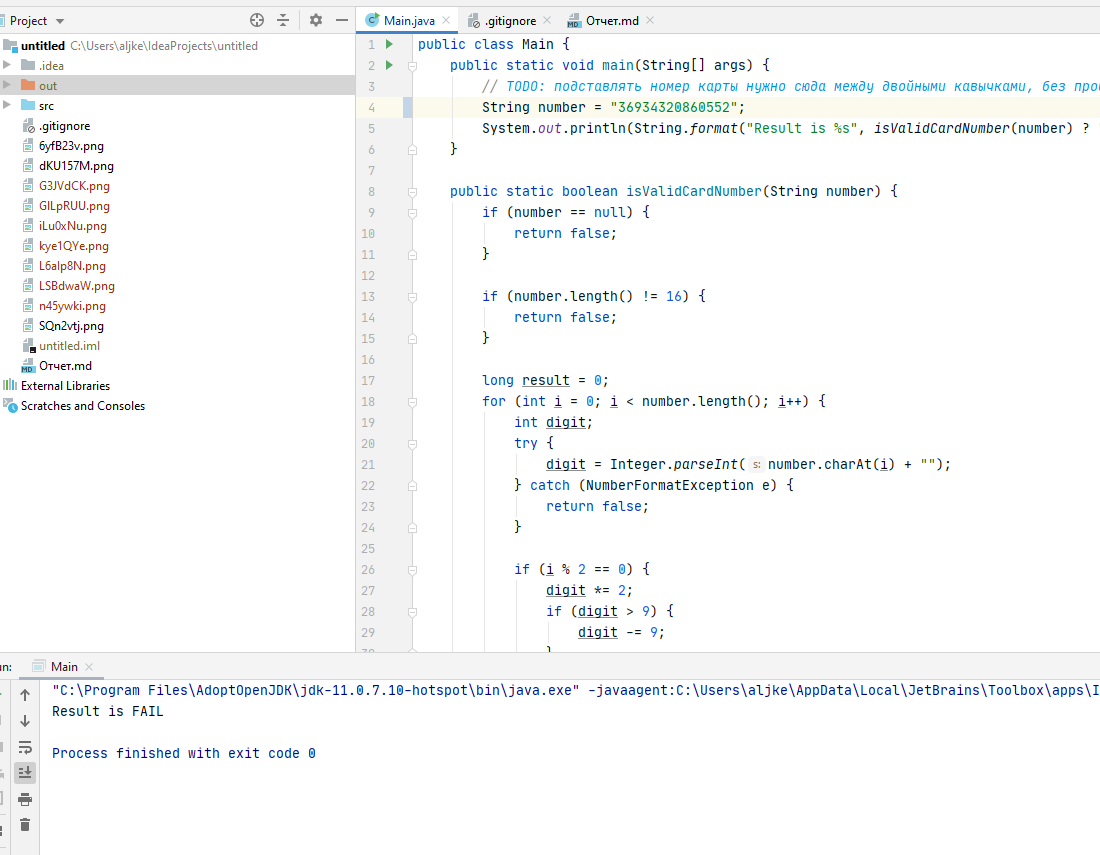 Project
Main.java
.gitignore
Отчет.md
untitled C:\Users\aljke\IdeaProjects\untitled
.idea
out
src
.gitignore
6yfB23v.png
dKU157M.png
G3JVdCK.png
GILpRUU.png
iLu0xNu.png
kye1QYe.png
L6alp8N.png
LSBdwaW.png
n45ywki.png
SQn2vtj.png
untitled.iml
Отчет.md
External Libraries
Scratches and Consoles
1 public class Main {
2 public static void main(String[] args) {
3 // TODO: подставлять номер карты нужно сюда между двойными кавычками, без про
4 String number = "36934320860552";
5 System.out.println(String.format("Result is %s", isValidCardNumber(number) ?
6 }
7
8 public static boolean isValidCardNumber(String number) {
9 if (number == null) {
10 return false;
11 }
12
13 if (number.length() != 16) {
14 return false;
15 }
16
17 long result = 0;
18 for (int i = 0; i < number.length(); i++) {
19 int digit;
20 try {
21 digit = Integer.parseInt( s: number.charAt(i) + "");
22 } catch (NumberFormatException e) {
23 return false;
24 }
25
26 if (i % 2 == 0) {
27 digit *= 2;
28 if (digit > 9) {
29 digit -= 9;
30 }
un: Main
"C:\Program Files\AdoptOpenJDK\jdk-11.0.7.10-hotspot\bin\java.exe" -javaagent:C:\Users\aljke\AppData\Local\JetBrains\Toolbox\apps\I
Result is FAIL
Process finished with exit code 0